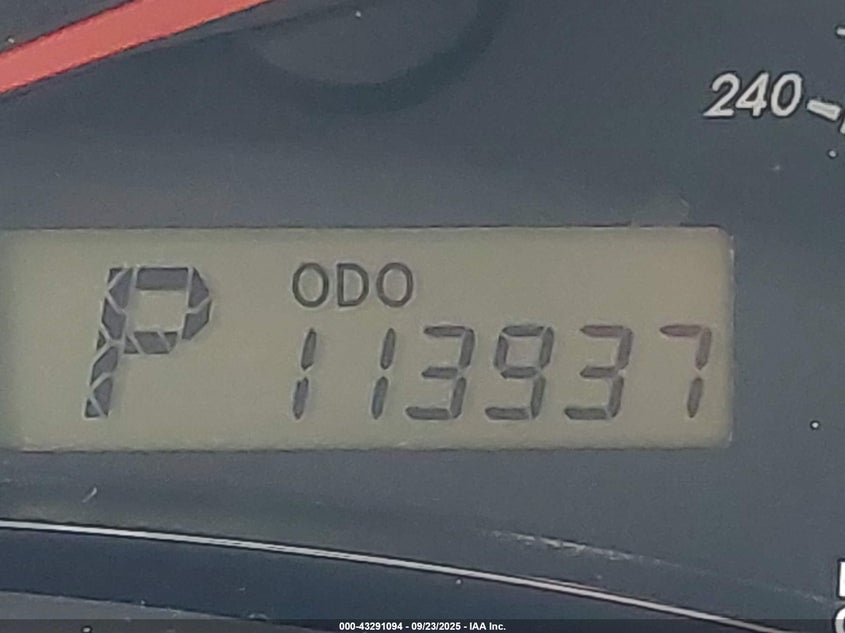 240
ODO
P 113937
000-43291094 - 09/23/2025 - IAA Inc.